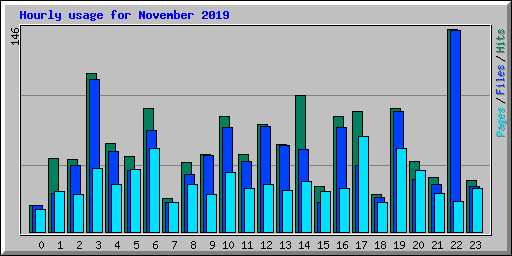 Hourly usage for November 2019
146
Pages / Files / Hits
0 1 2 3 4 5 6 7 8 9 10 11 12 13 14 15 16 17 18 19 20 21 22 23